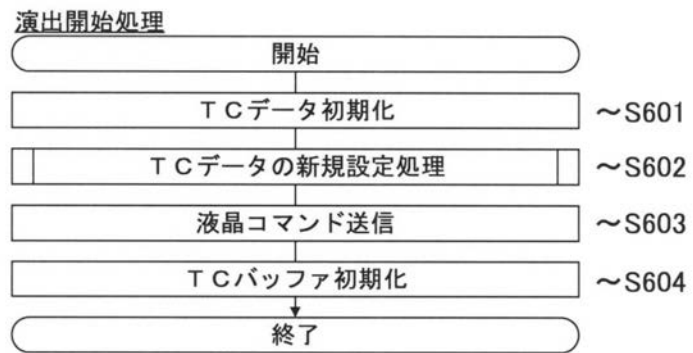 演出開始処理
開始
ＴＣデータ初期化 ～S601
ＴＣデータの新規設定処理 ～S602
液晶コマンド送信 ～S603
ＴＣバッファ初期化 ～S604
終了